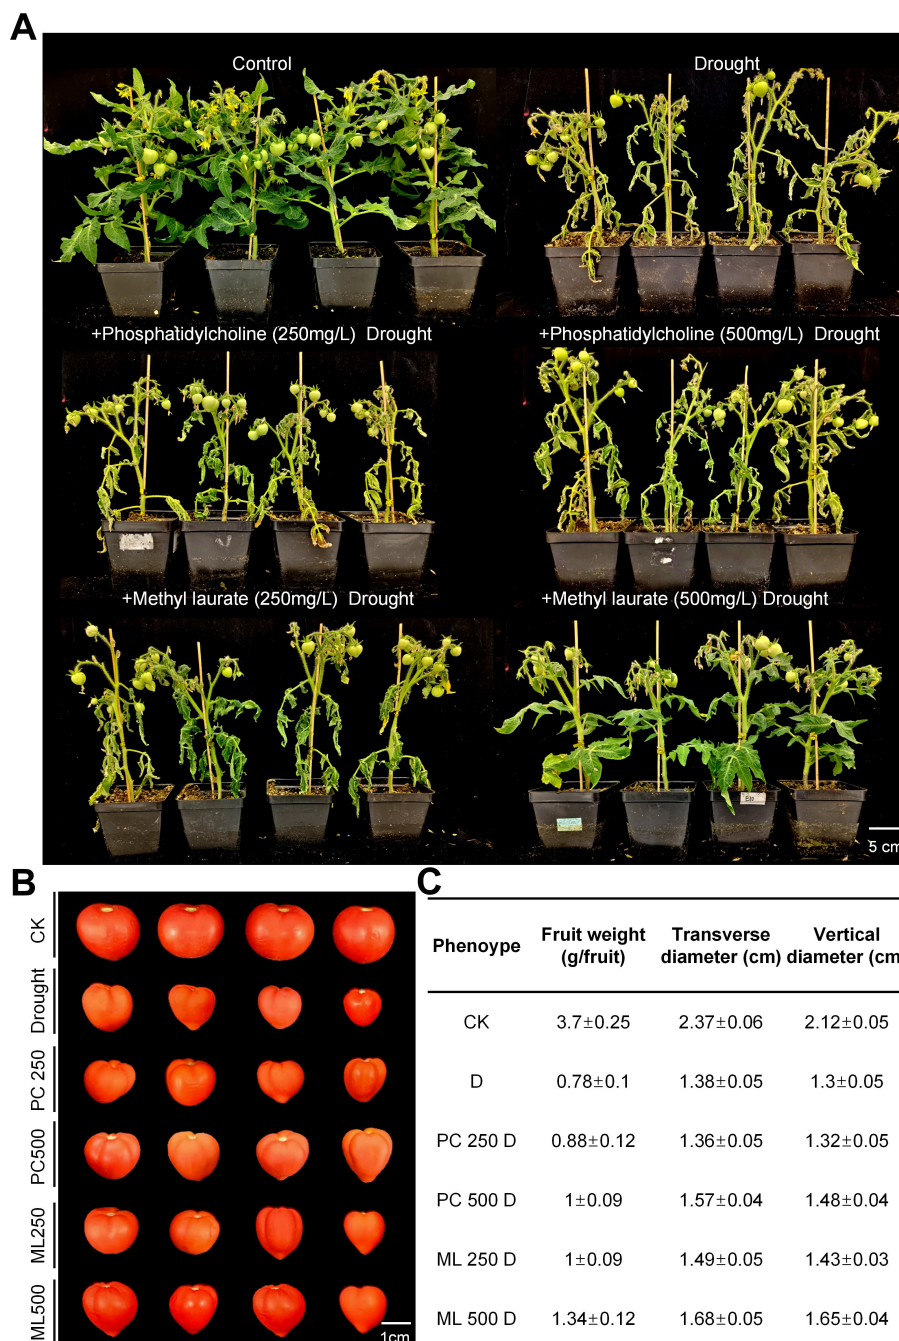 A
Control
Drought
+Phosphatidylcholine (250mg/L) Drought
+Phosphatidylcholine (500mg/L) Drought
+Methyl laurate (250mg/L) Drought
+Methyl laurate (500mg/L) Drought
5 cm
B
CK
Drought
PC 250
PC500
ML250
ML500
1cm
C
Phenoype
Fruit weight (g/fruit)
Transverse diameter (cm)
Vertical diameter (cm
CK 3.7±0.25 2.37±0.06 2.12±0.05
D 0.78±0.1 1.38±0.05 1.3±0.05
PC 250 D 0.88±0.12 1.36±0.05 1.32±0.05
PC 500 D 1±0.09 1.57±0.04 1.48±0.04
ML 250 D 1±0.09 1.49±0.05 1.43±0.03
ML 500 D 1.34±0.12 1.68±0.05 1.65±0.04